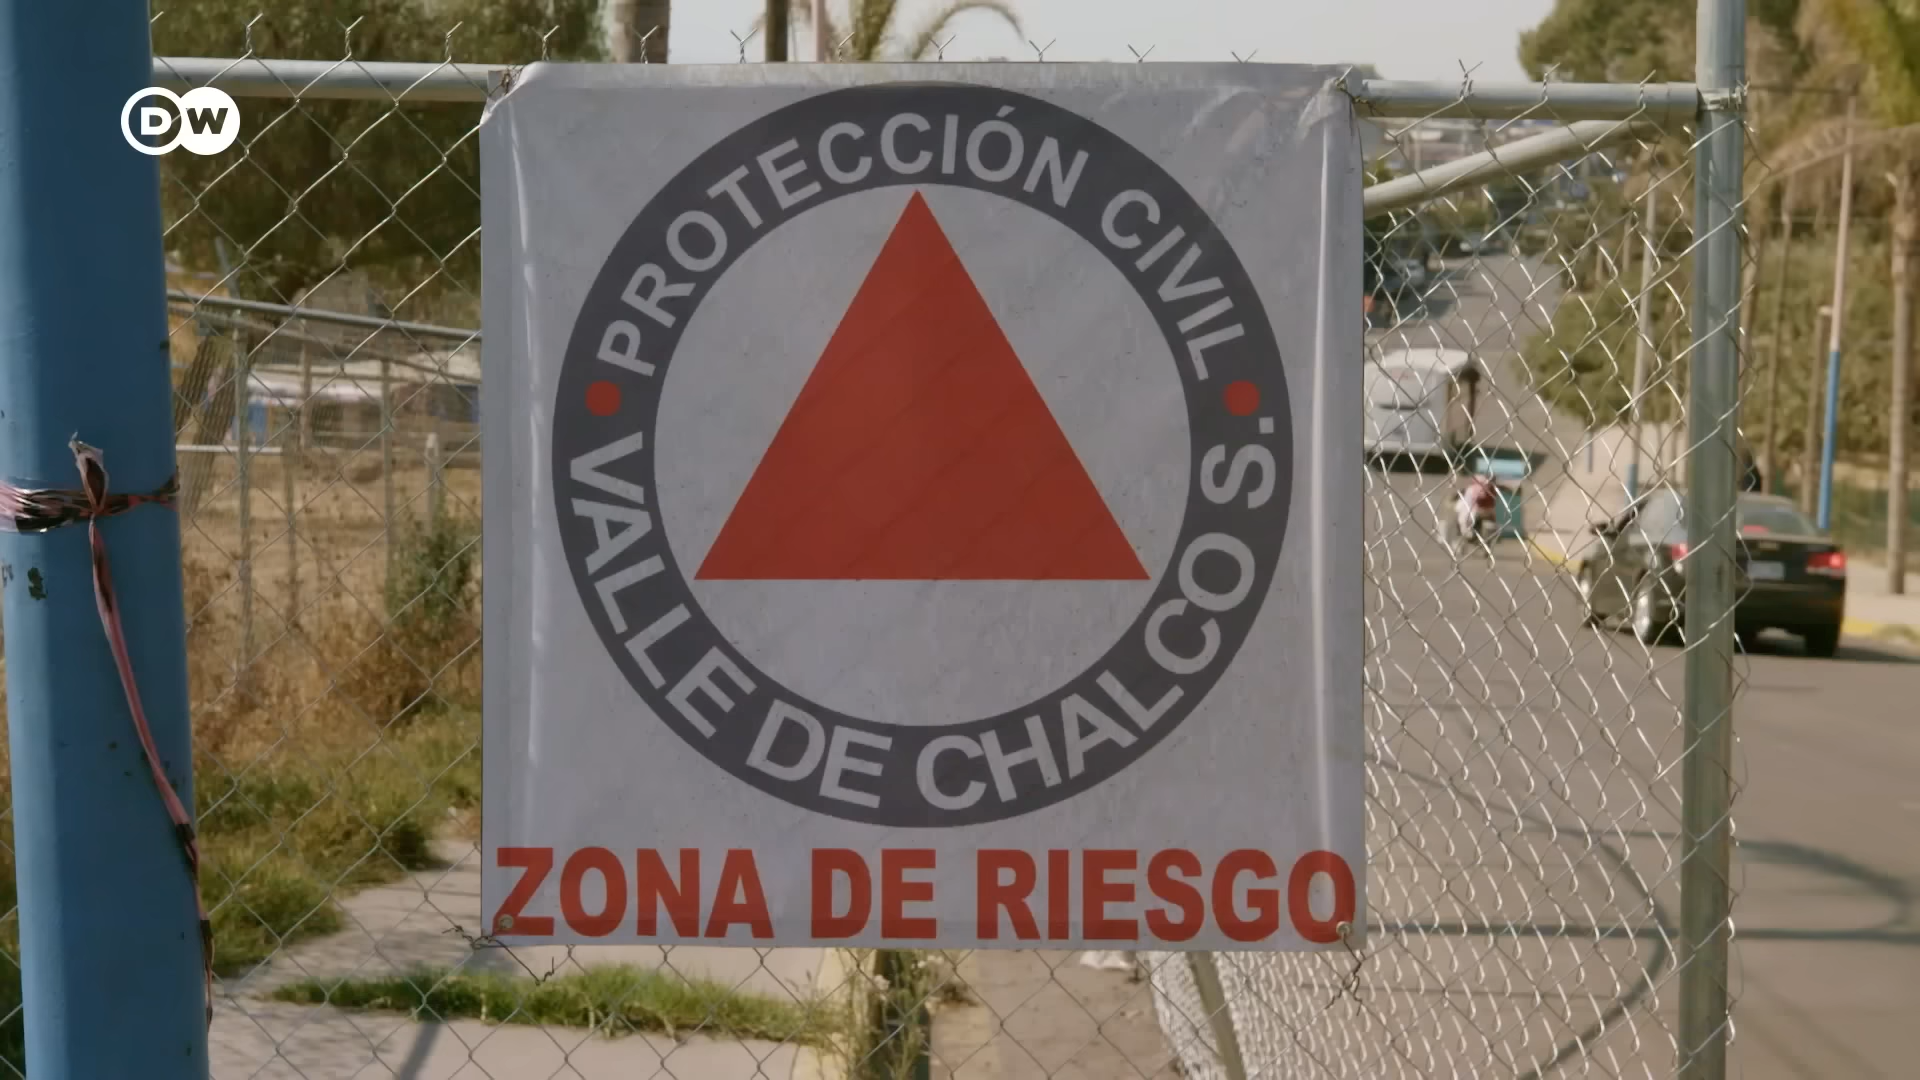 DW
PROTECCIÓN CIVIL
VALLE DE CHALCO S.
ZONA DE RIESGO